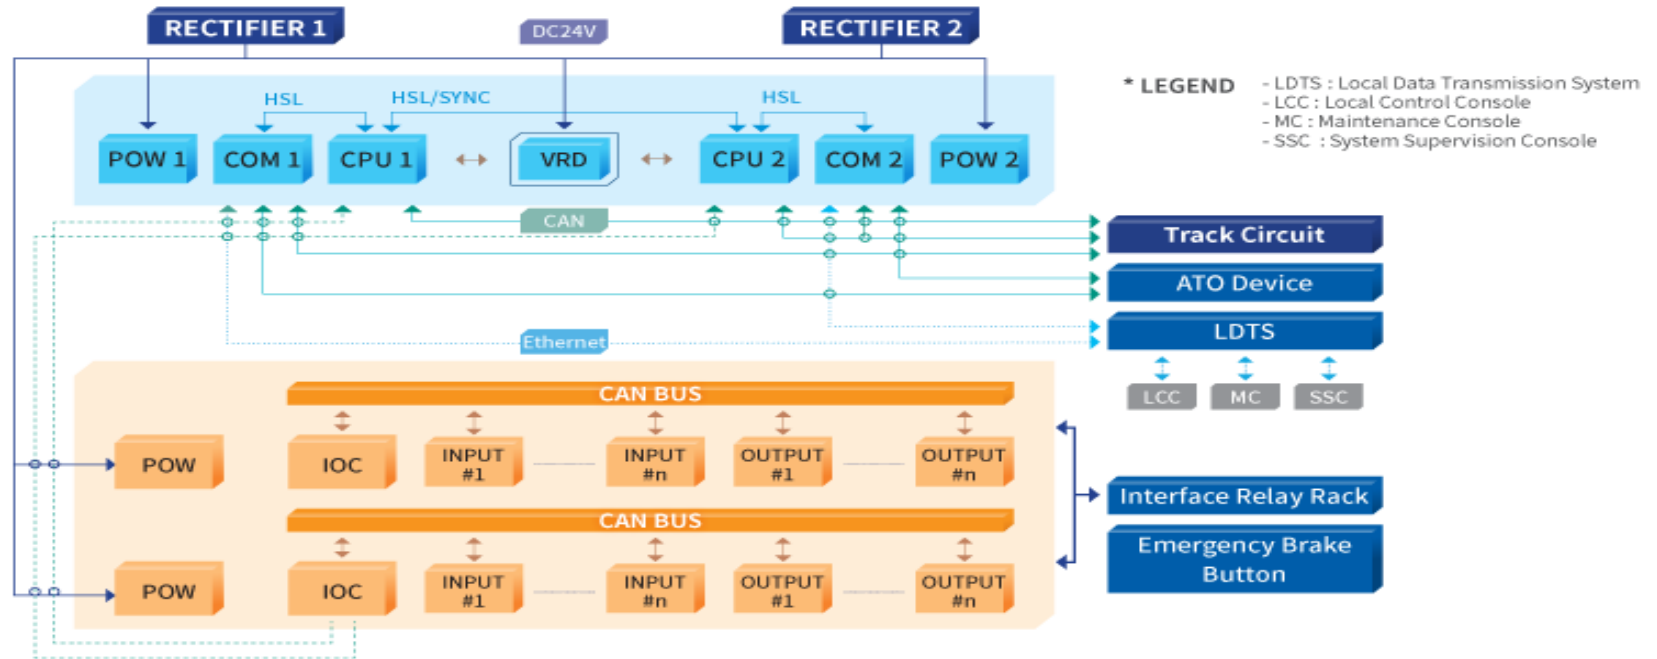 RECTIFIER 1
DC24V
RECTIFIER 2
HSL
HSL/SYNC
HSL
POW 1
COM 1
CPU 1
VRD
CPU 2
COM 2
POW 2
* LEGEND
- LDTS : Local Data Transmission System
- LCC : Local Control Console
- MC : Maintenance Console
- SSC : System Supervision Console
CAN
Track Circuit
ATO Device
Ethernet
LDTS
LCC
MC
SSC
CAN BUS
POW
IOC
INPUT
#1
INPUT
#n
OUTPUT
#1
OUTPUT
#n
CAN BUS
POW
IOC
INPUT
#1
INPUT
#n
OUTPUT
#1
OUTPUT
#n
Interface Relay Rack
Emergency Brake
Button